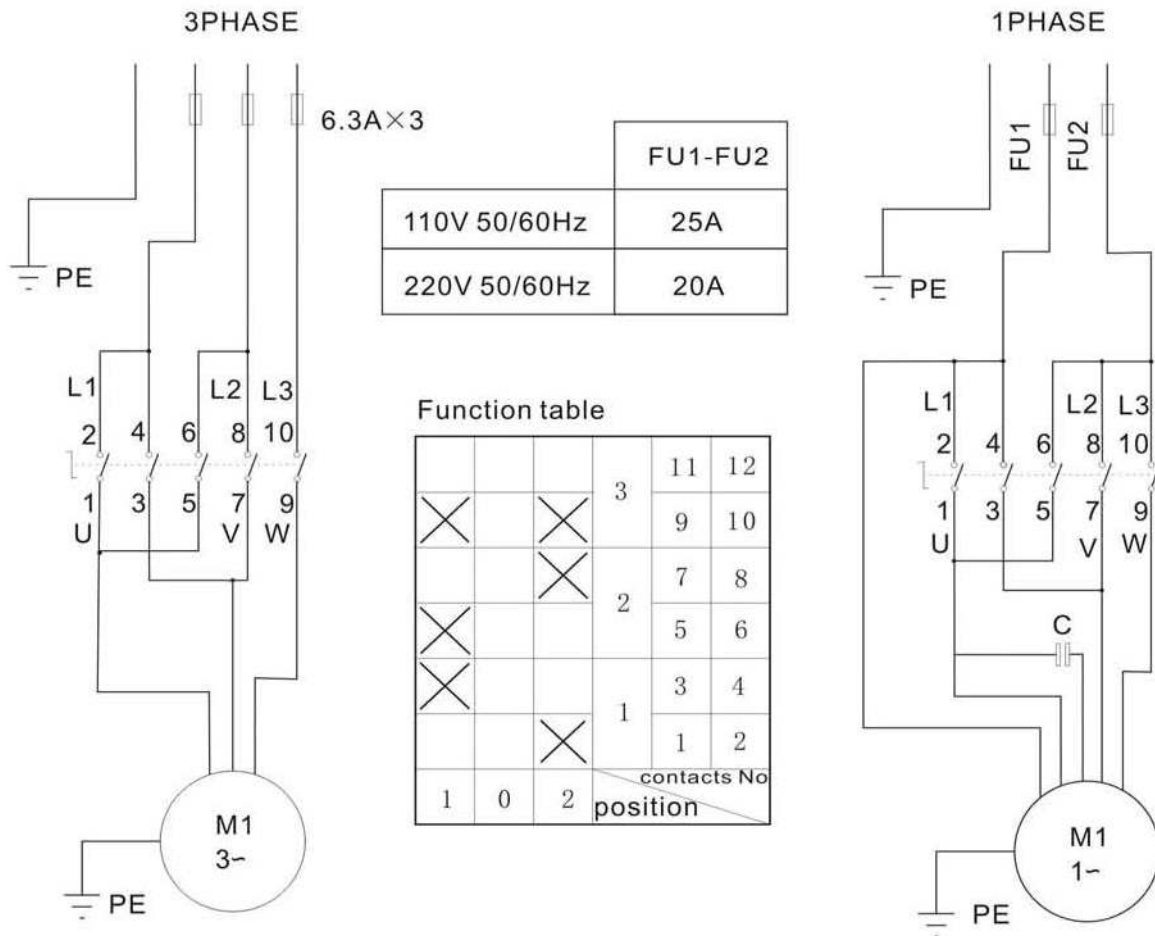 3PHASE
6.3A×3
PE
L1 L2 L3
2 4 6 8 10
1 3 5 7 9
U V W
M1
3~
PE
FU1-FU2
110V 50/60Hz 25A
220V 50/60Hz 20A
Function table
3 11 12
9 10
2 7 8
5 6
1 3 4
1 2
contacts No
1 0 2 position
1PHASE
FU1 FU2
PE
L1 L2 L3
2 4 6 8 10
1 3 5 7 9
U V W
C
M1
1~
PE